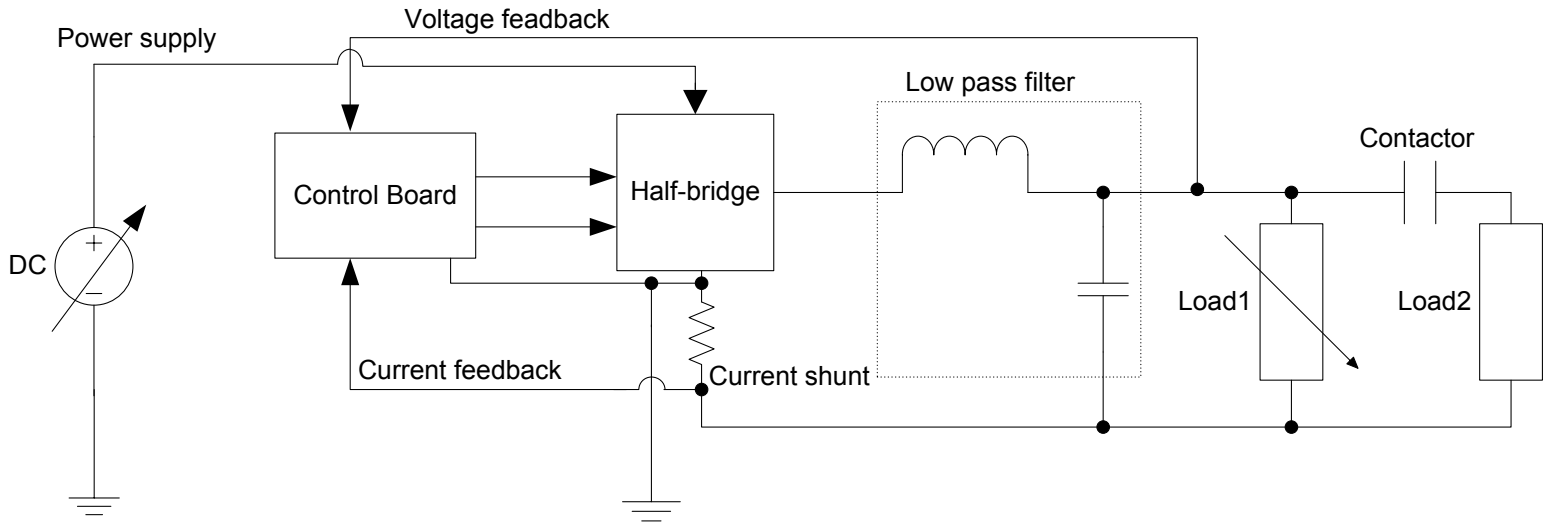 Voltage feadback
Power supply
Low pass filter
Contactor
Control Board
Half-bridge
+
DC
−
Load1
Load2
Current feedback
Current shunt